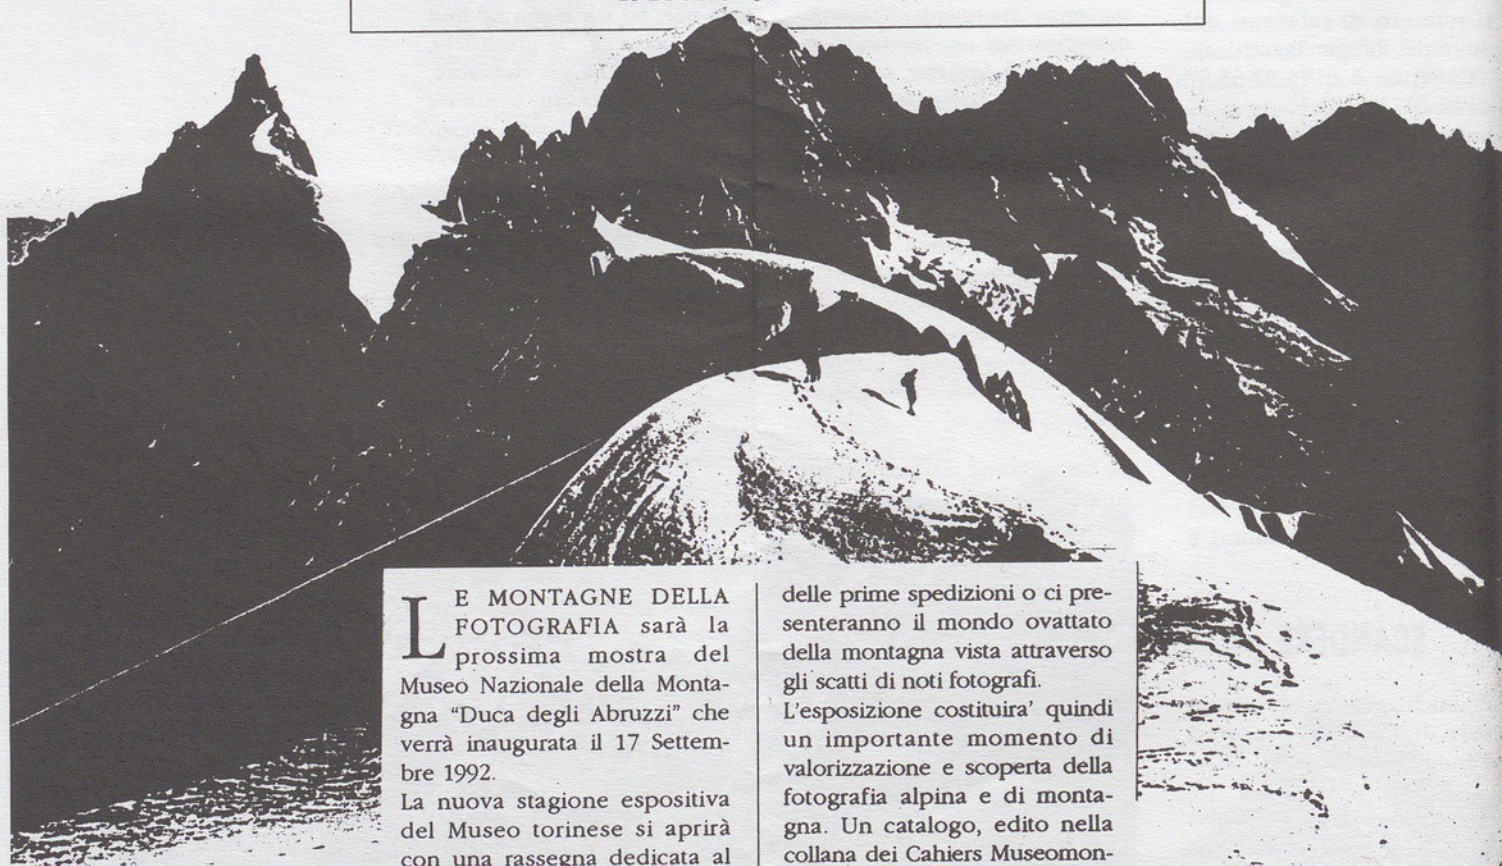 LE MONTAGNE DELLA
FOTOGRAFIA sarà la
prossima mostra del
Museo Nazionale della Monta-
gna “Duca degli Abruzzi” che
verrà inaugurata il 17 Settem-
bre 1992.
La nuova stagione espositiva
del Museo torinese si aprirà
con una rassegna dedicata al
delle prime spedizioni o ci pre-
senteranno il mondo ovattato
della montagna vista attraverso
gli scatti di noti fotografi.
L'esposizione costituira' quindi
un importante momento di
valorizzazione e scoperta della
fotografia alpina e di monta-
gna. Un catalogo, edito nella
collana dei Cahiers Museomon-